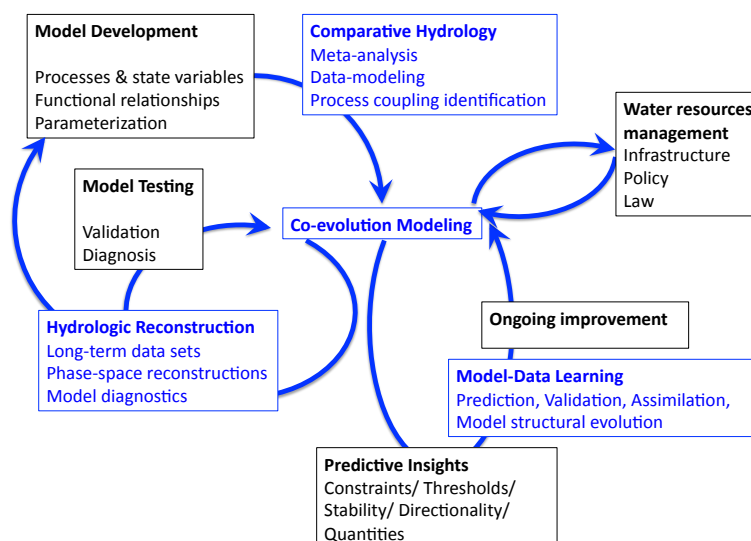 Model Development
Processes & state variables
Functional relationships
Parameterization
Comparative Hydrology
Meta-analysis
Data-modeling
Process coupling identification
Water resources
management
Infrastructure
Policy
Law
Model Testing
Validation
Diagnosis
Co-evolution Modeling
Hydrologic Reconstruction
Long-term data sets
Phase-space reconstructions
Model diagnostics
Ongoing improvement
Model-Data Learning
Prediction, Validation, Assimilation,
Model structural evolution
Predictive Insights
Constraints/ Thresholds/
Stability/ Directionality/
Quantities